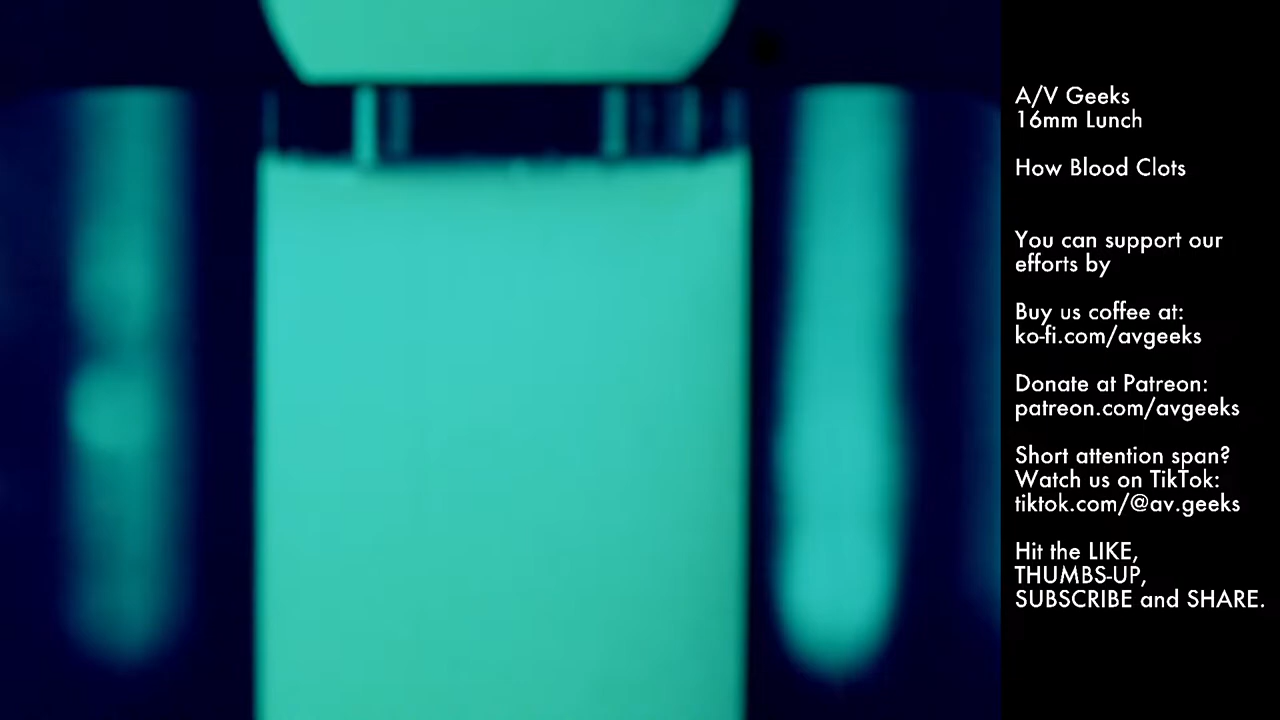 A/V Geeks
16mm Lunch
How Blood Clots
You can support our
efforts by
Buy us coffee at:
ko-fi.com/avgeeks
Donate at Patreon:
patreon.com/avgeeks
Short attention span?
Watch us on TikTok:
tiktok.com/@av.geeks
Hit the LIKE,
THUMBS-UP,
SUBSCRIBE and SHARE.